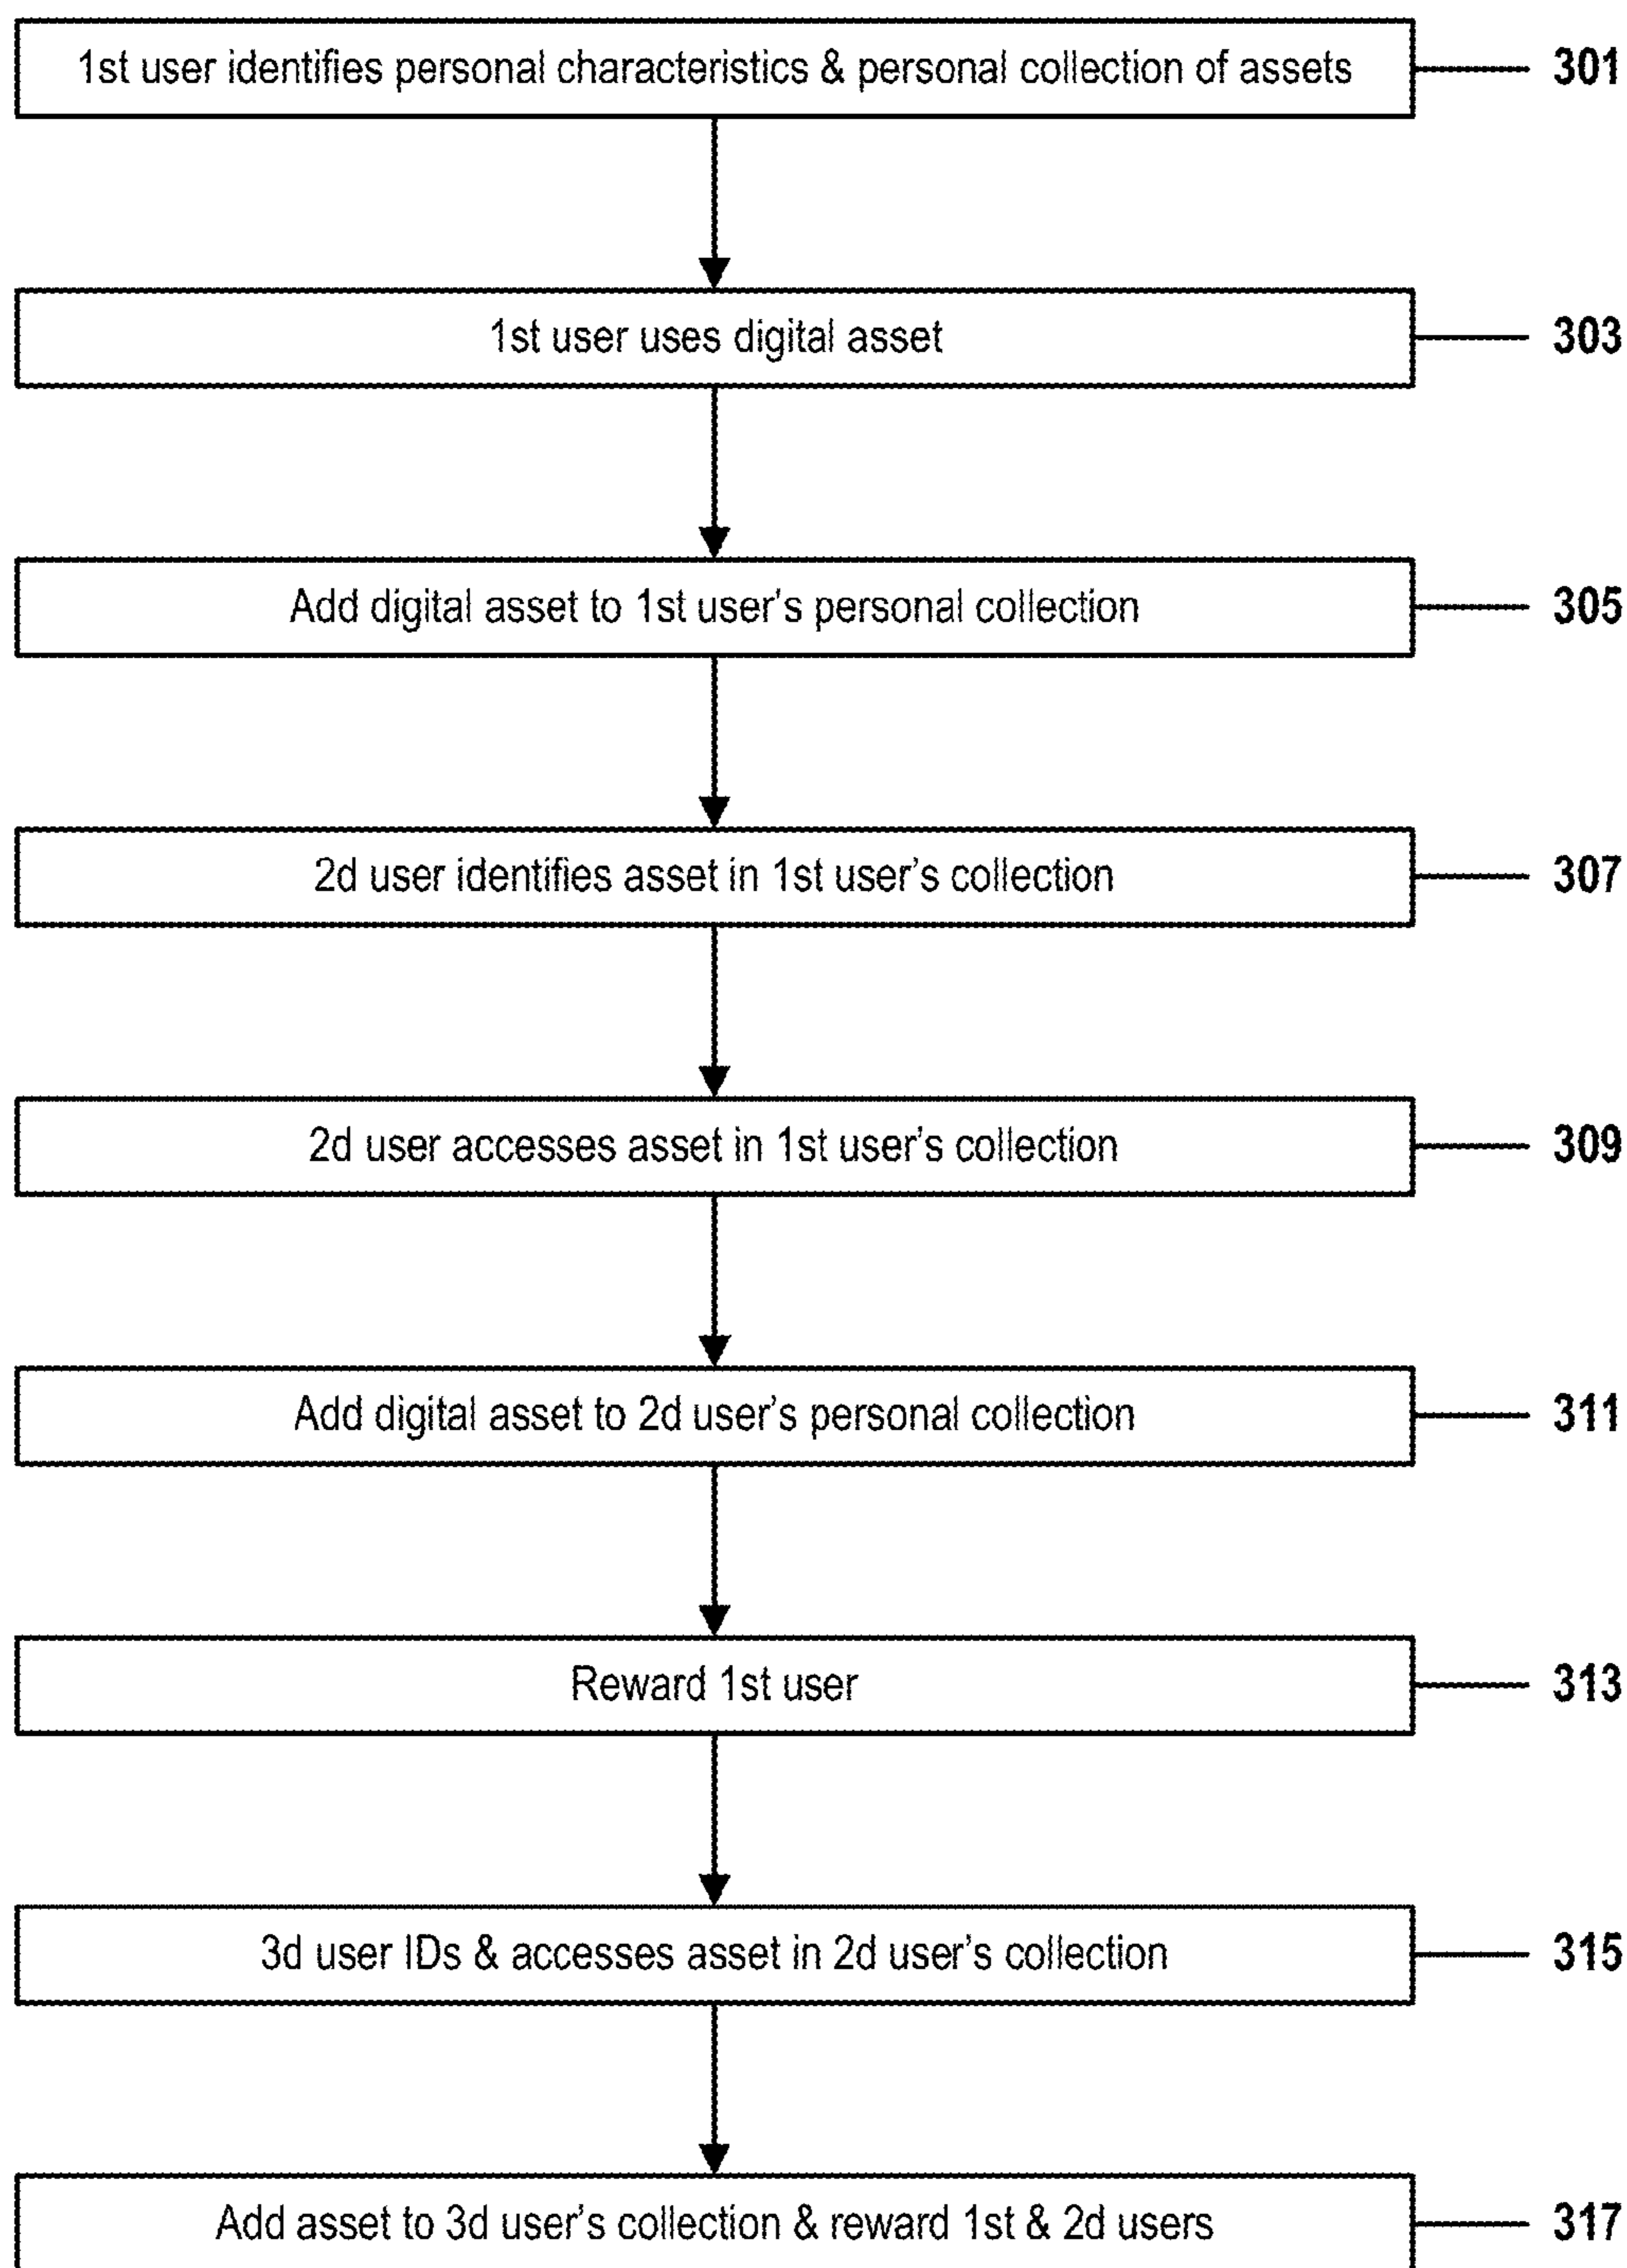 1st user identifies personal characteristics & personal collection of assets 301
1st user uses digital asset 303
Add digital asset to 1st user's personal collection 305
2d user identifies asset in 1st user's collection 307
2d user accesses asset in 1st user's collection 309
Add digital asset to 2d user's personal collection 311
Reward 1st user 313
3d user IDs & accesses asset in 2d user's collection 315
Add asset to 3d user's collection & reward 1st & 2d users 317